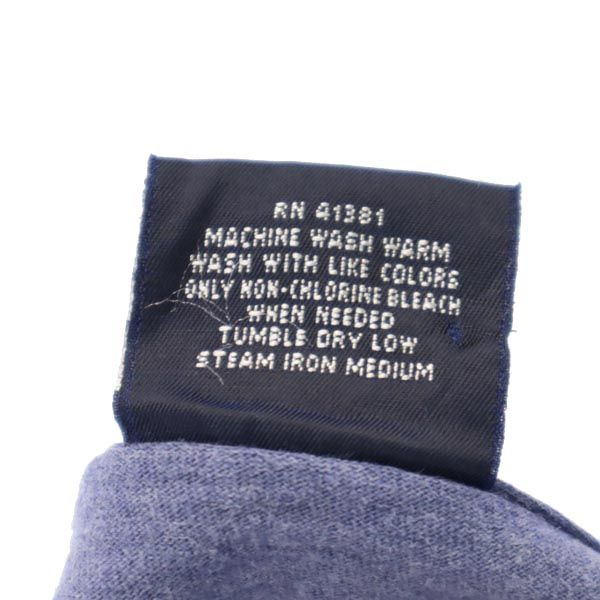 RN 41381
MACHINE WASH WARM
WASH WITH LIKE COLORS
ONLY NON-CHLORINE BLEACH
WHEN NEEDED
TUMBLE DRY LOW
STEAM IRON MEDIUM